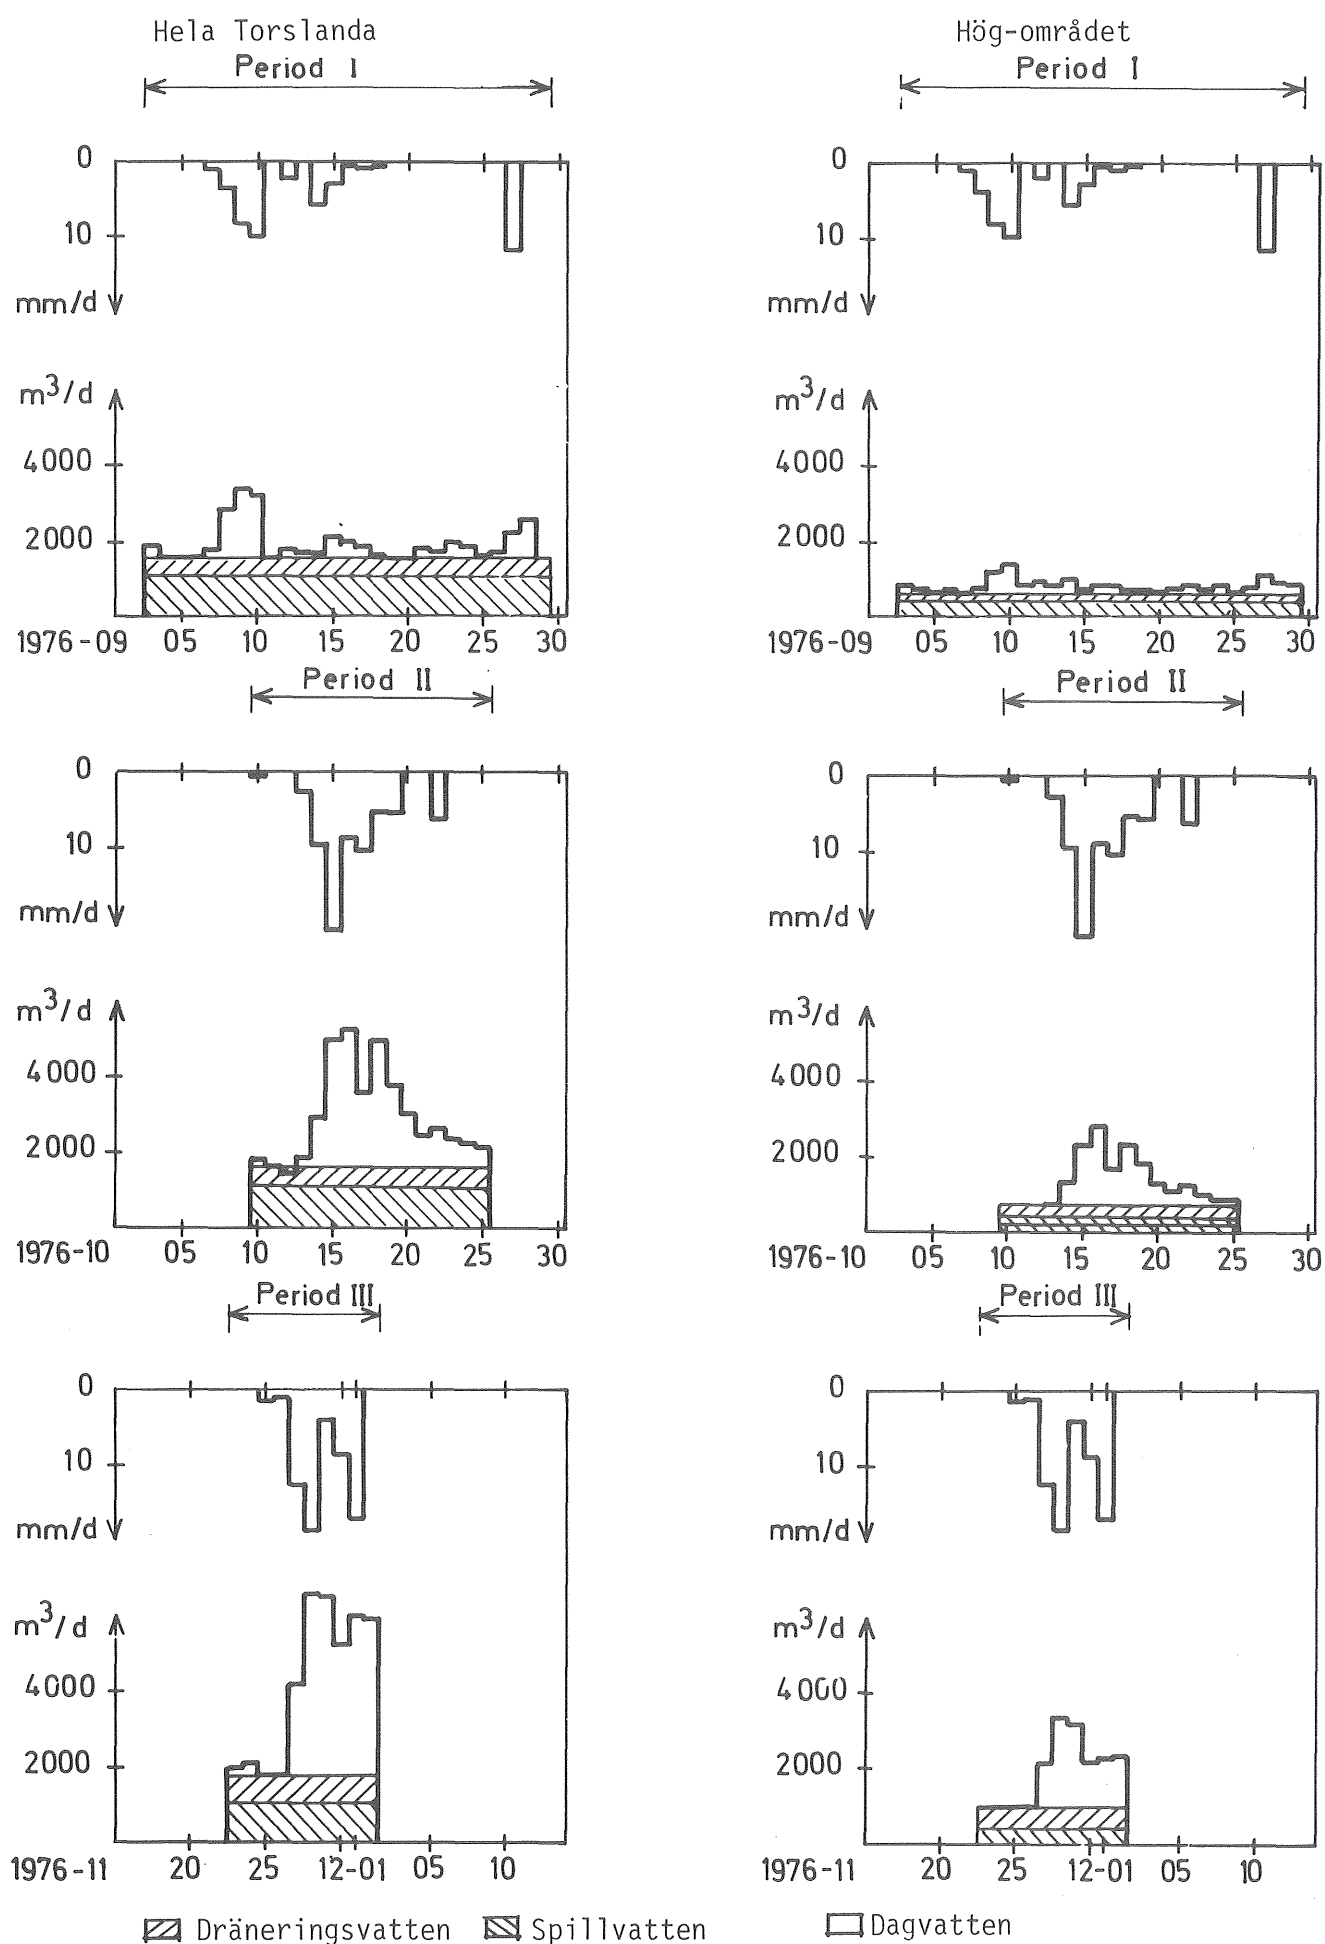 Hela Torslanda Hög-området
Period I Period I
0 0
10 10
mm/d mm/d
m³/d m³/d
4000 4000
2000 2000
1976-09 05 10 15 20 25 30 1976-09 05 10 15 20 25 30
Period II Period II
0 0
10 10
mm/d mm/d
m³/d m³/d
4000 4000
2000 2000
1976-10 05 10 15 20 25 30 1976-10 05 10 15 20 25 30
Period III Period III
0 0
10 10
mm/d mm/d
m³/d m³/d
4000 4000
2000 2000
1976-11 20 25 12-01 05 10 1976-11 20 25 12-01 05 10
Dräneringsvatten Spillvatten Dagvatten